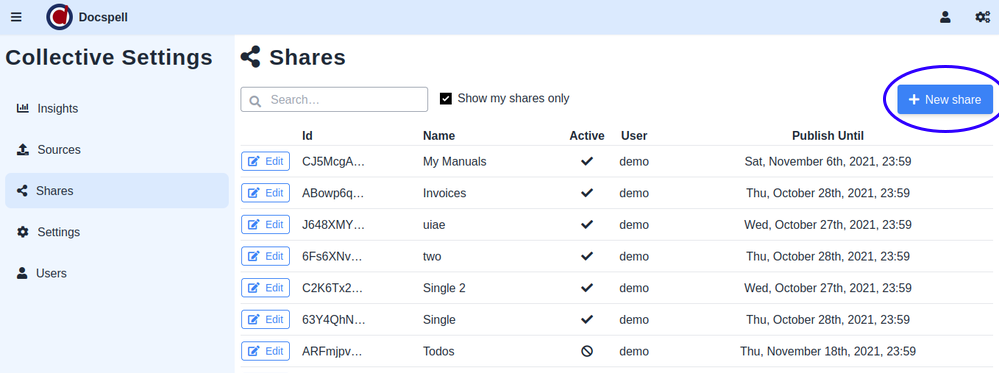 Docspell
Collective Settings
Insights
Sources
Shares
Settings
Users
Shares
Search…
Show my shares only
New share
Id Name Active User Publish Until
Edit CJ5McgA… My Manuals demo Sat, November 6th, 2021, 23:59
Edit ABowp6q… Invoices demo Thu, October 28th, 2021, 23:59
Edit J648XMY… uiae demo Wed, October 27th, 2021, 23:59
Edit 6Fs6XNv… two demo Thu, October 28th, 2021, 23:59
Edit C2K6Tx2… Single 2 demo Wed, October 27th, 2021, 23:59
Edit 63Y4QhN… Single demo Thu, October 28th, 2021, 23:59
Edit ARFmjpv… Todos demo Thu, November 18th, 2021, 23:59